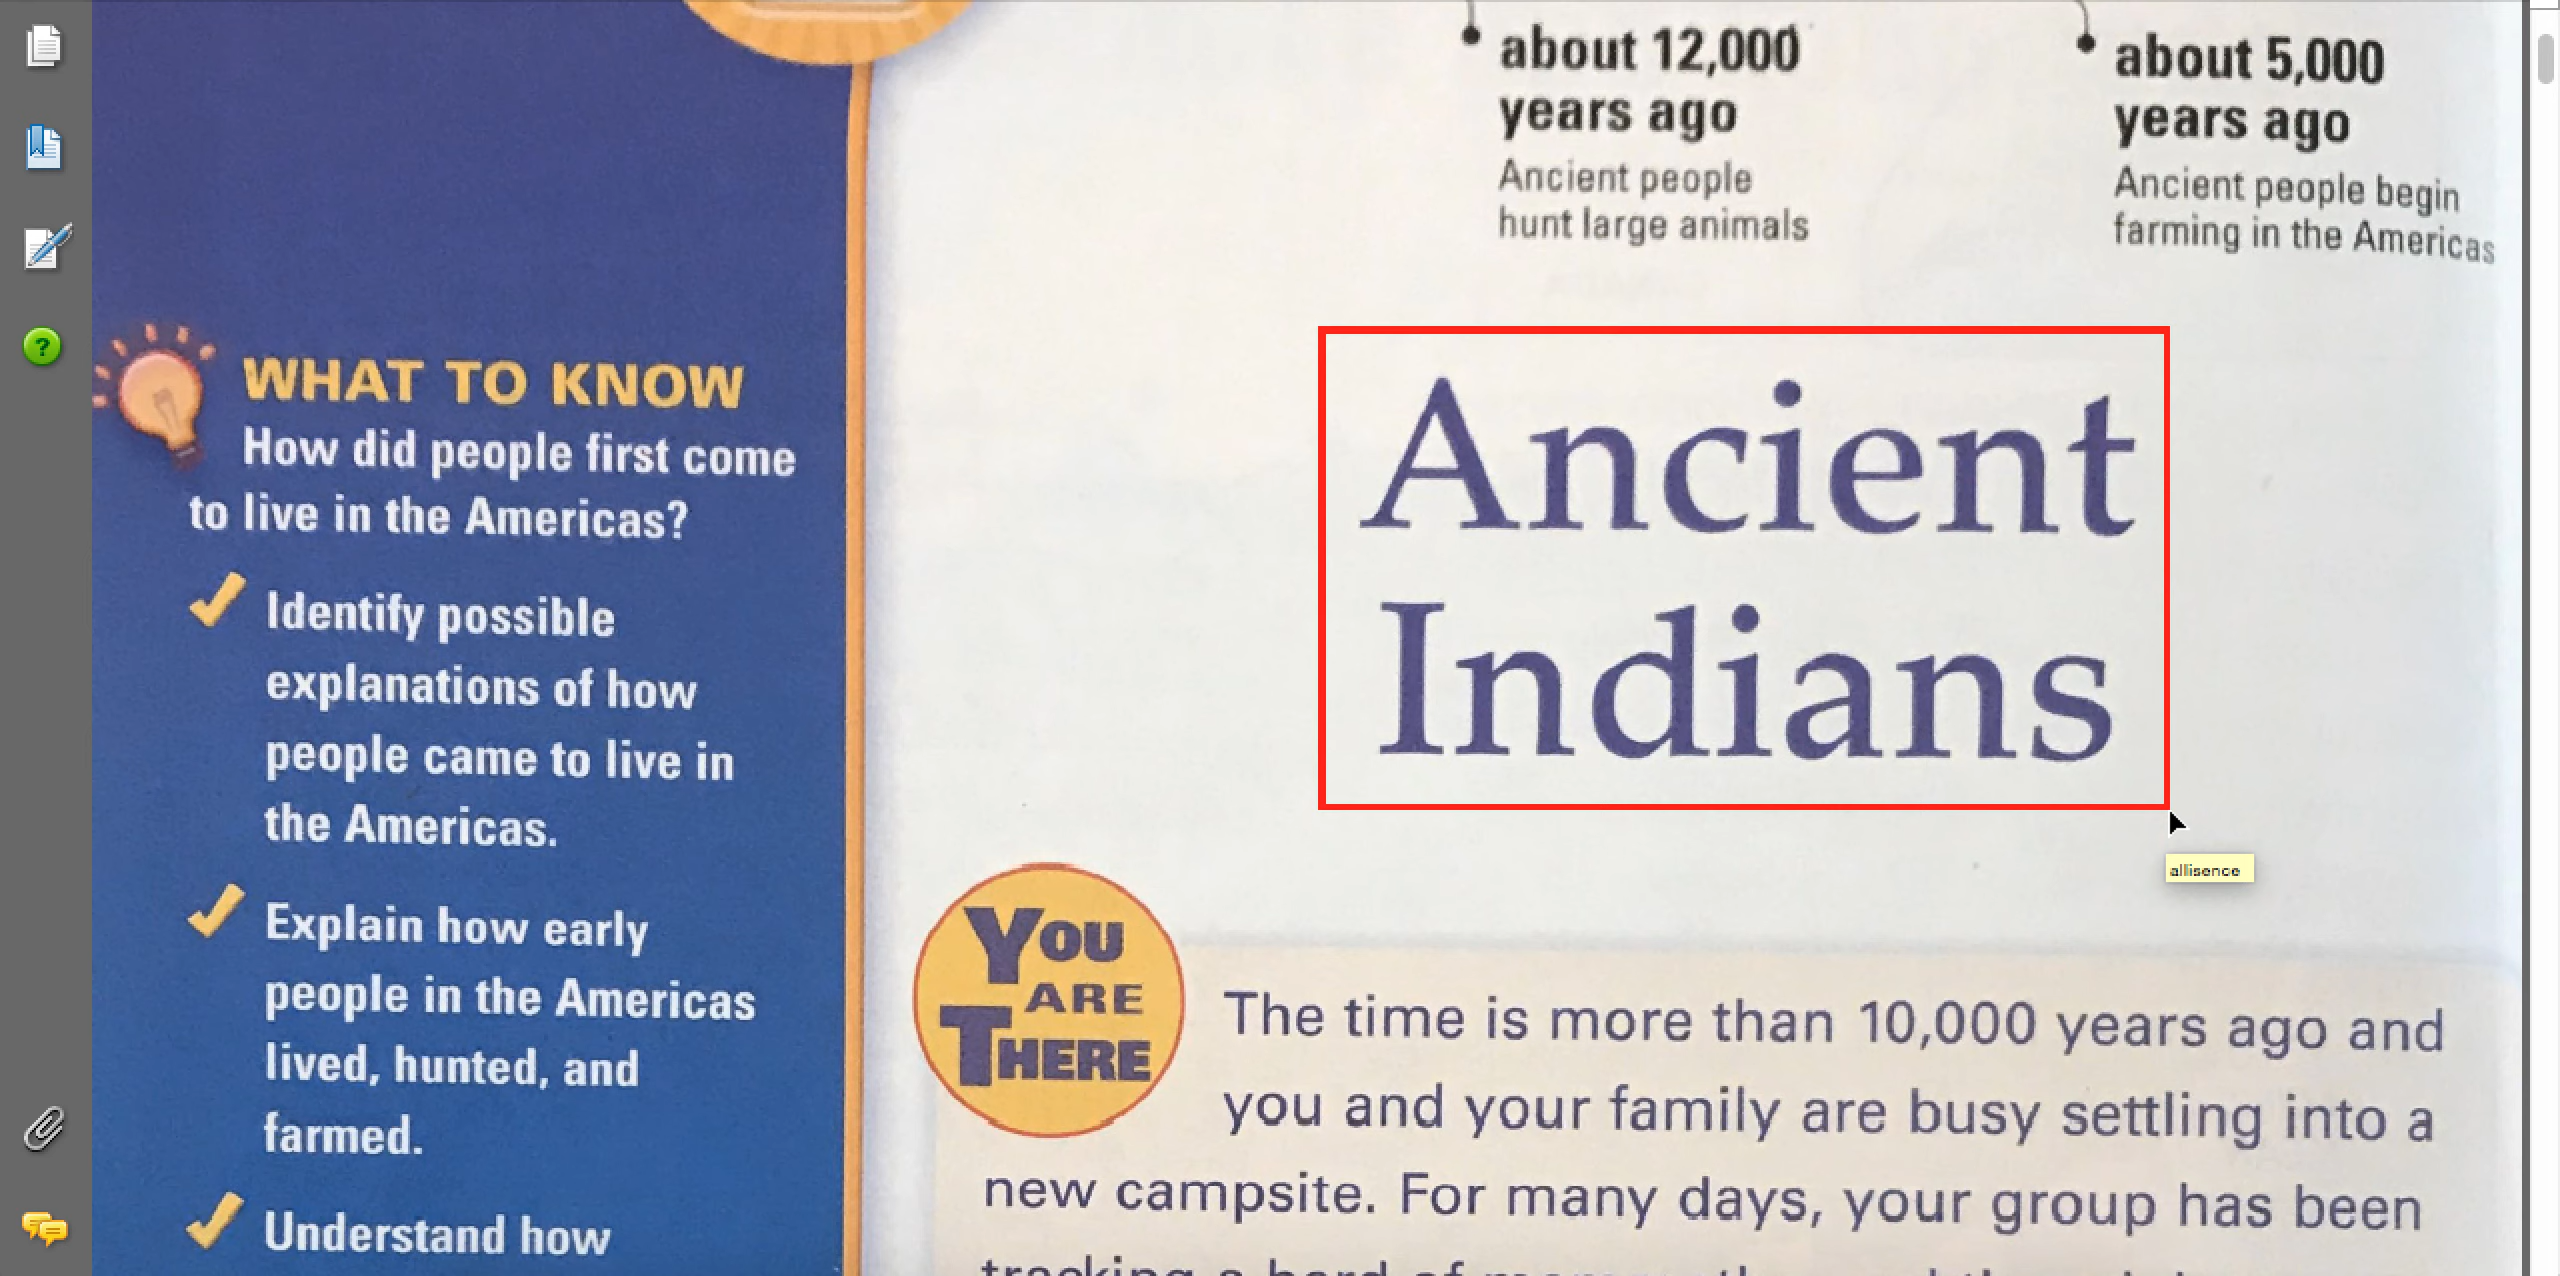 about 12,000
years ago
Ancient people
hunt large animals
about 5,000
years ago
Ancient people begin
farming in the Americas
WHAT TO KNOW
How did people first come
to live in the Americas?
Identify possible
explanations of how
people came to live in
the Americas.
Explain how early
people in the Americas
lived, hunted, and
farmed.
Understand how
Ancient
Indians
allisence
YOU
ARE
THERE
The time is more than 10,000 years ago and
you and your family are busy settling into a
new campsite. For many days, your group has been